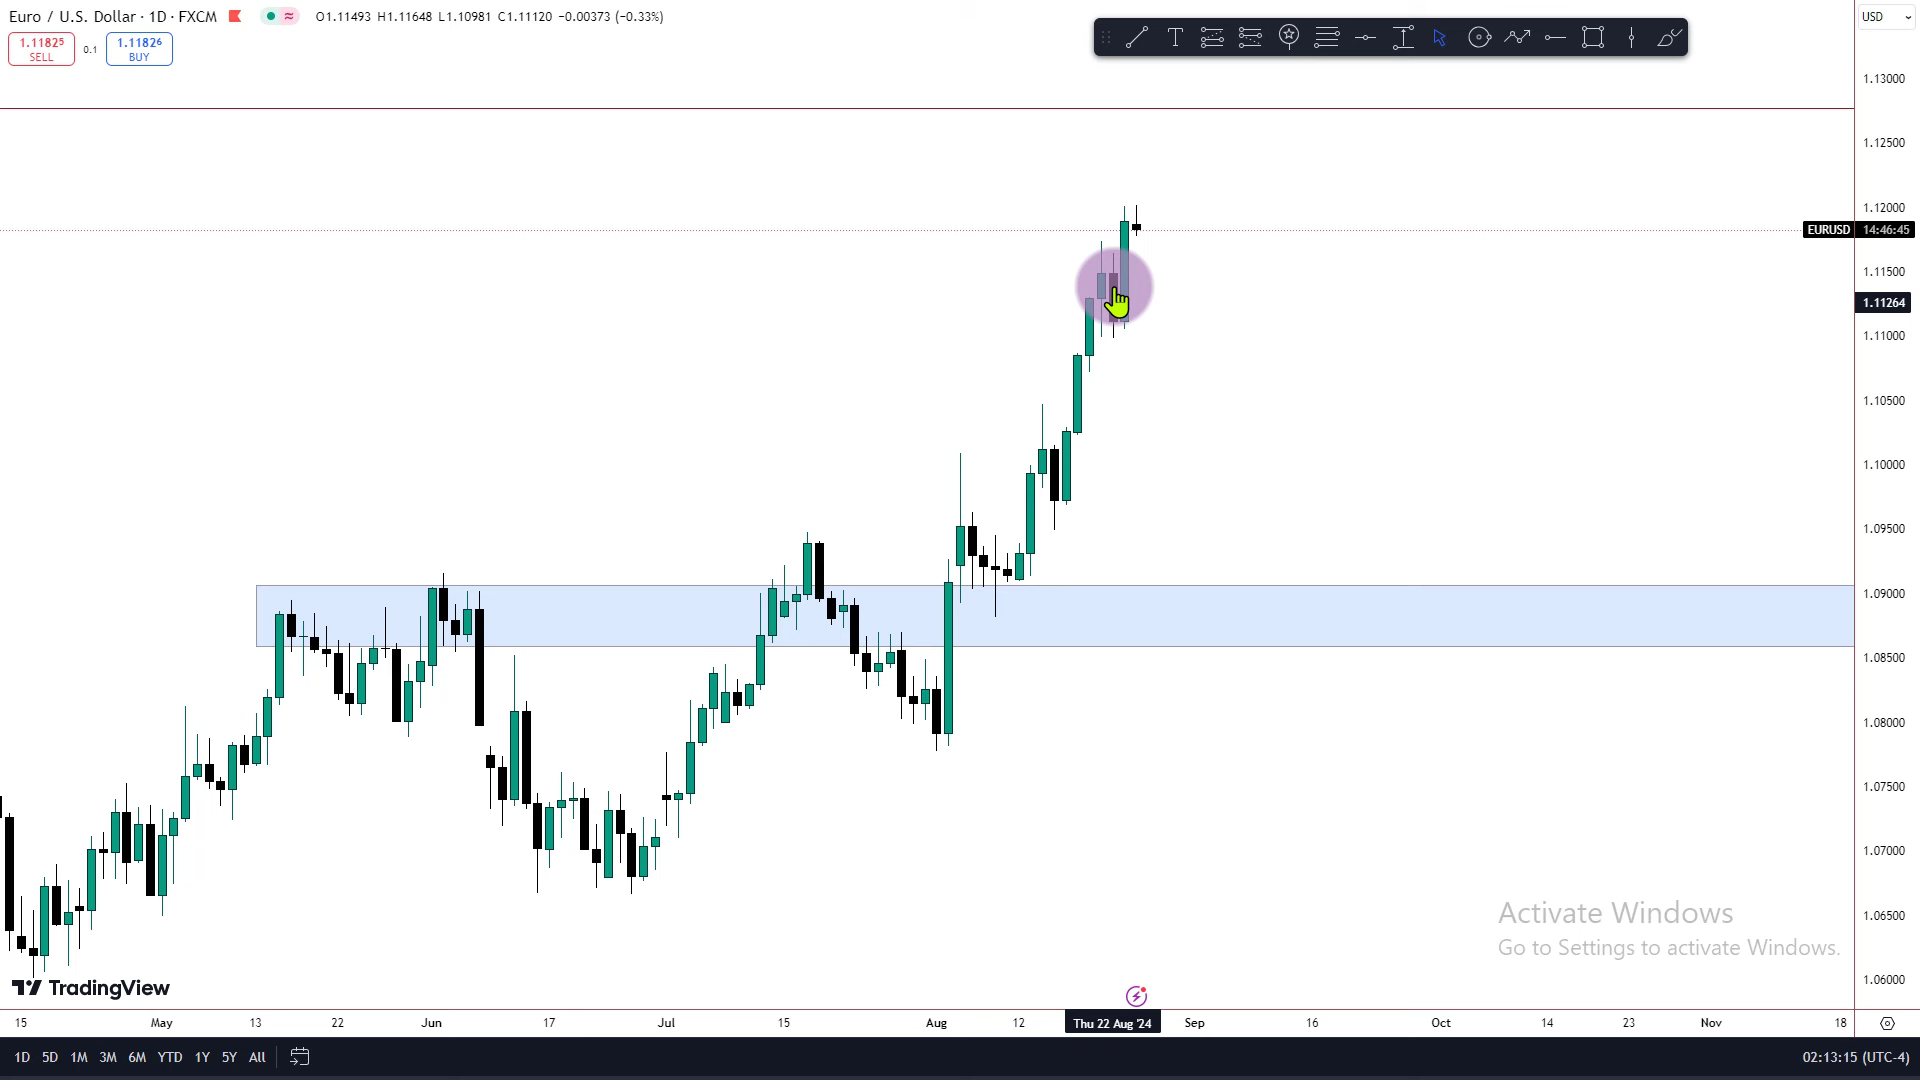 Euro / U.S. Dollar · 1D · FXCM O1.11493 H1.11648 L1.10981 C1.11120 −0.00373 (−0.33%)
USD
1.11825
SELL
0.1
1.11826
BUY
1.13000
1.12500
1.12000
EURUSD 14:46:45
1.11500
1.11264
1.11000
1.10500
1.10000
1.09500
1.09000
1.08500
1.08000
1.07500
1.07000
1.06500
1.06000
Activate Windows
Go to Settings to activate Windows.
TradingView
15 May 13 22 Jun 17 Jul 15 Aug 12 Thu 22 Aug '24 Sep 16 Oct 14 23 Nov 18
1D 5D 1M 3M 6M YTD 1Y 5Y All 02:13:15 (UTC-4)